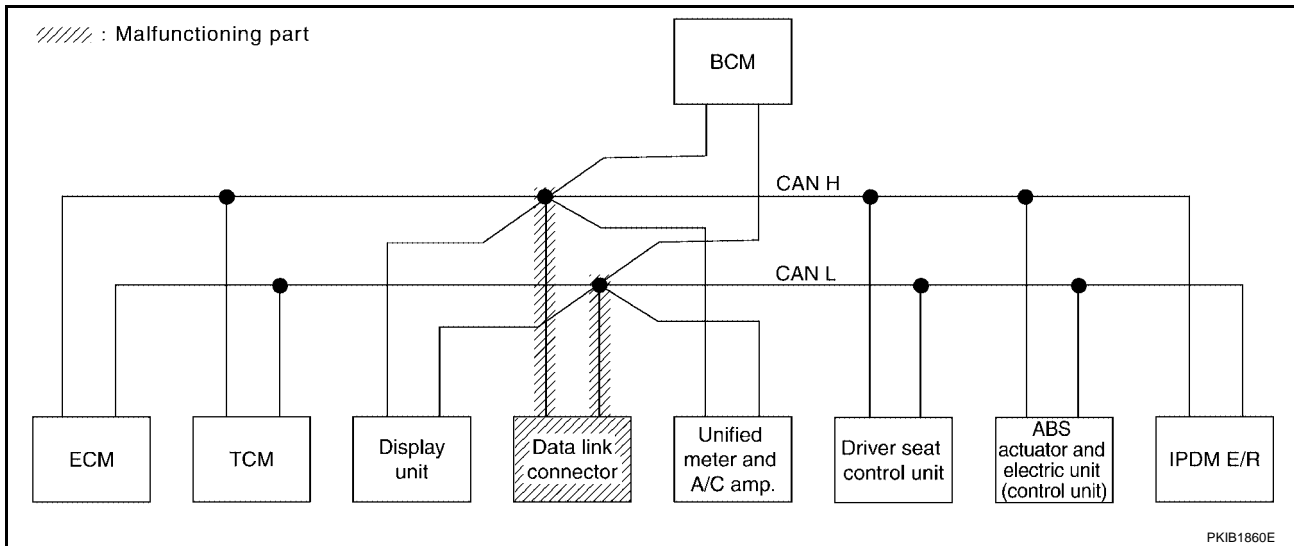 : Malfunctioning part
BCM
CAN H
CAN L
ECM
TCM
Display
unit
Data link
connector
Unified
meter and
A/C amp.
Driver seat
control unit
ABS
actuator and
electric unit
(control unit)
IPDM E/R
PKIB1860E